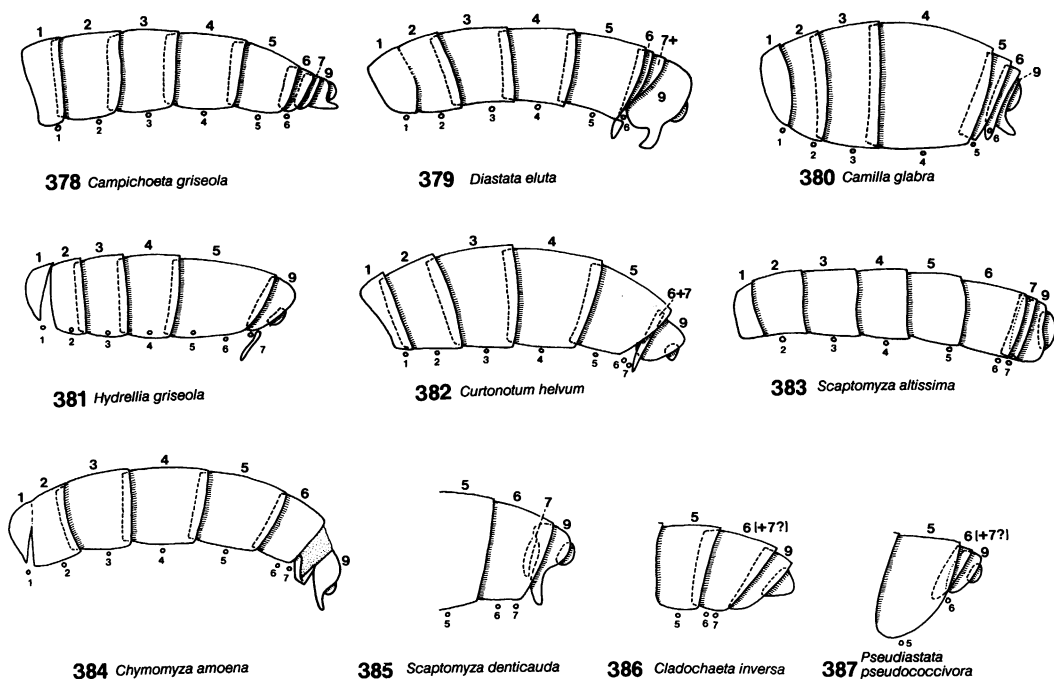 1 2 3 4 5 6 7 9
1 2 3 4 5 6
378 Campichoeta griseola
1 2 3 4 5 6 7+
9
1 2 3 4 5 6
379 Diastata eluta
1 2 3 4 5 6 9
1 2 3 4 5 6
380 Camilla glabra
1 2 3 4 5 9
1 2 3 4 5 6 7
381 Hydrellia griseola
1 2 3 4 5 6+7 9
1 2 3 4 5 6 7
382 Curtonotum helvum
1 2 3 4 5 6 7 9
2 3 4 5 6 7
383 Scaptomyza altissima
1 2 3 4 5 6 9
1 2 3 4 5 6 7
384 Chymomyza amoena
5 6 7 9
5 6 7
385 Scaptomyza denticauda
5 6(+7?) 9
5 6 7
386 Cladochaeta inversa
5 6(+7?) 9
5 6
387 Pseudiastata
pseudococcivora